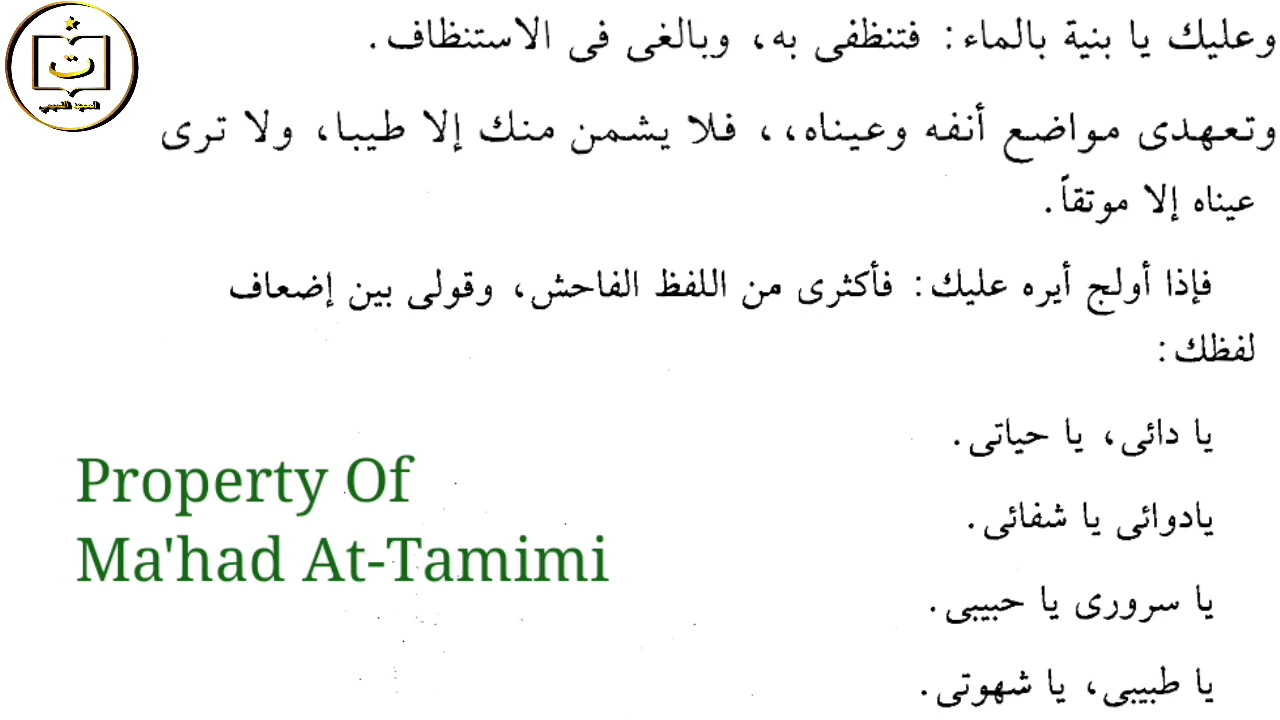 وعليك يا بنية بالماء: فتنظفى به، وبالغى فى الاستنظاف.
وتعهدى مواضع أنفه وعيناه،، فلا يشمن منك إلا طيبا، ولا ترى
عيناه إلا موتقاً.
فإذا أولج أيره عليك: فأكثرى من اللفظ الفاحش، وقولى بين إضعاف
لفظك:
يا دائى، يا حياتى.
يادوائى يا شفائى.
يا سرورى يا حبيبى.
يا طبيبى، يا شهوتى.
Property Of
Ma'had At-Tamimi
ت